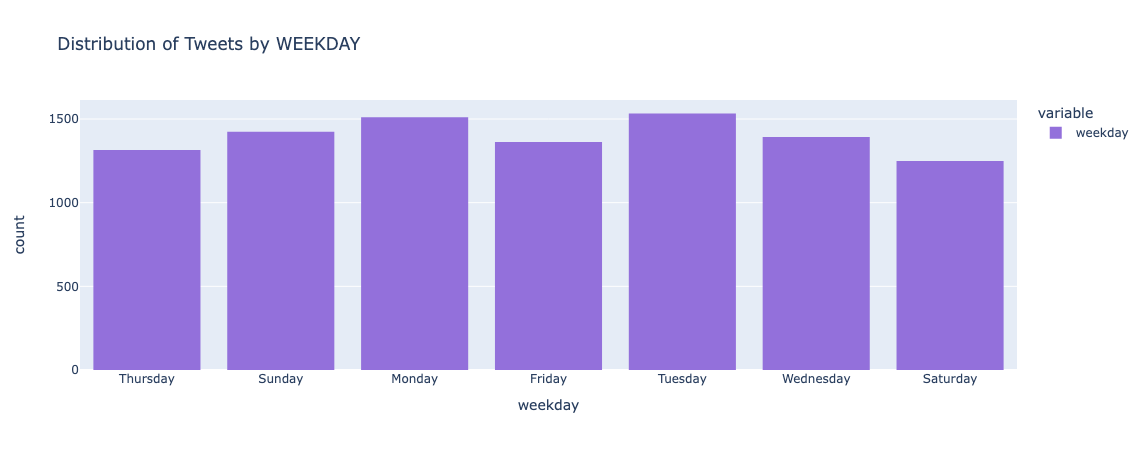 Distribution of Tweets by WEEKDAY
variable
weekday
1500
1000
500
0
count
Thursday Sunday Monday Friday Tuesday Wednesday Saturday
weekday